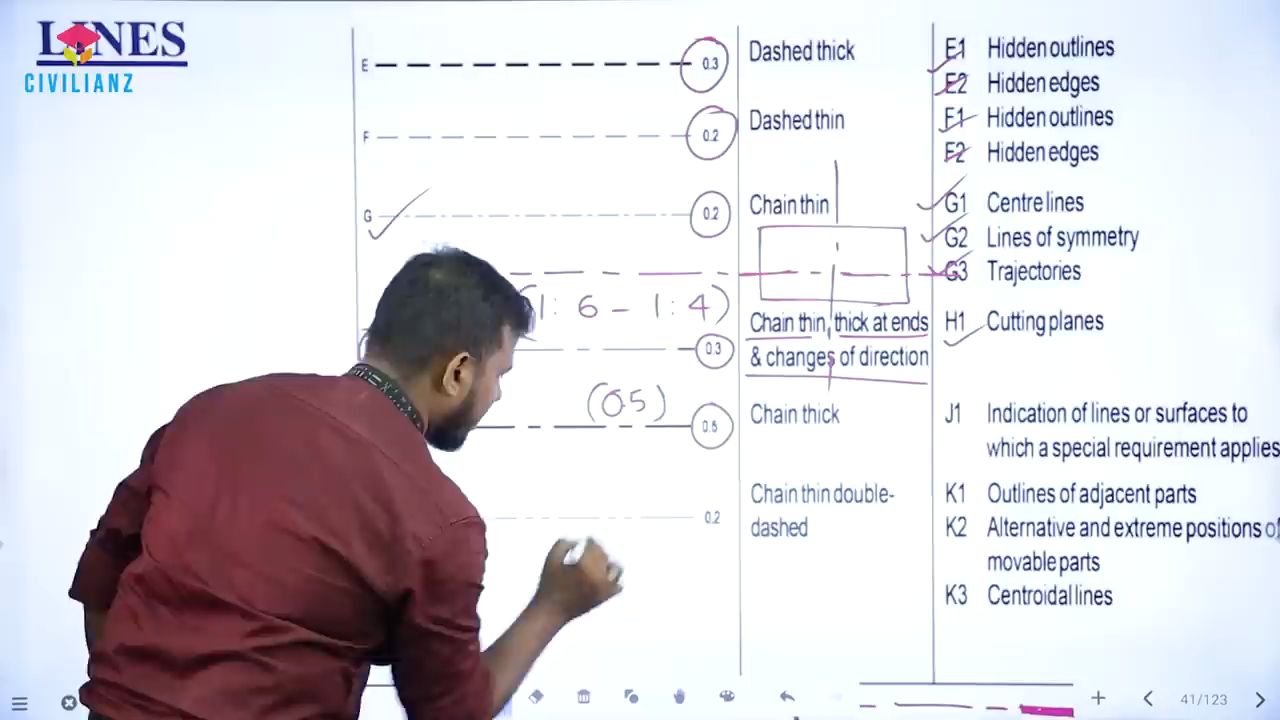 LINES
CIVILIANZ
E 0.3 Dashed thick E1 Hidden outlines
E2 Hidden edges
F 0.2 Dashed thin F1 Hidden outlines
F2 Hidden edges
G 0.2 Chain thin G1 Centre lines
G2 Lines of symmetry
G3 Trajectories
(1: 6 – 1: 4)
0.3 Chain thin, thick at ends H1 Cutting planes
& changes of direction
(0.5)
0.5 Chain thick J1 Indication of lines or surfaces to
which a special requirement applies
0.2 Chain thin double- K1 Outlines of adjacent parts
dashed K2 Alternative and extreme positions of
movable parts
K3 Centroidal lines
41/123